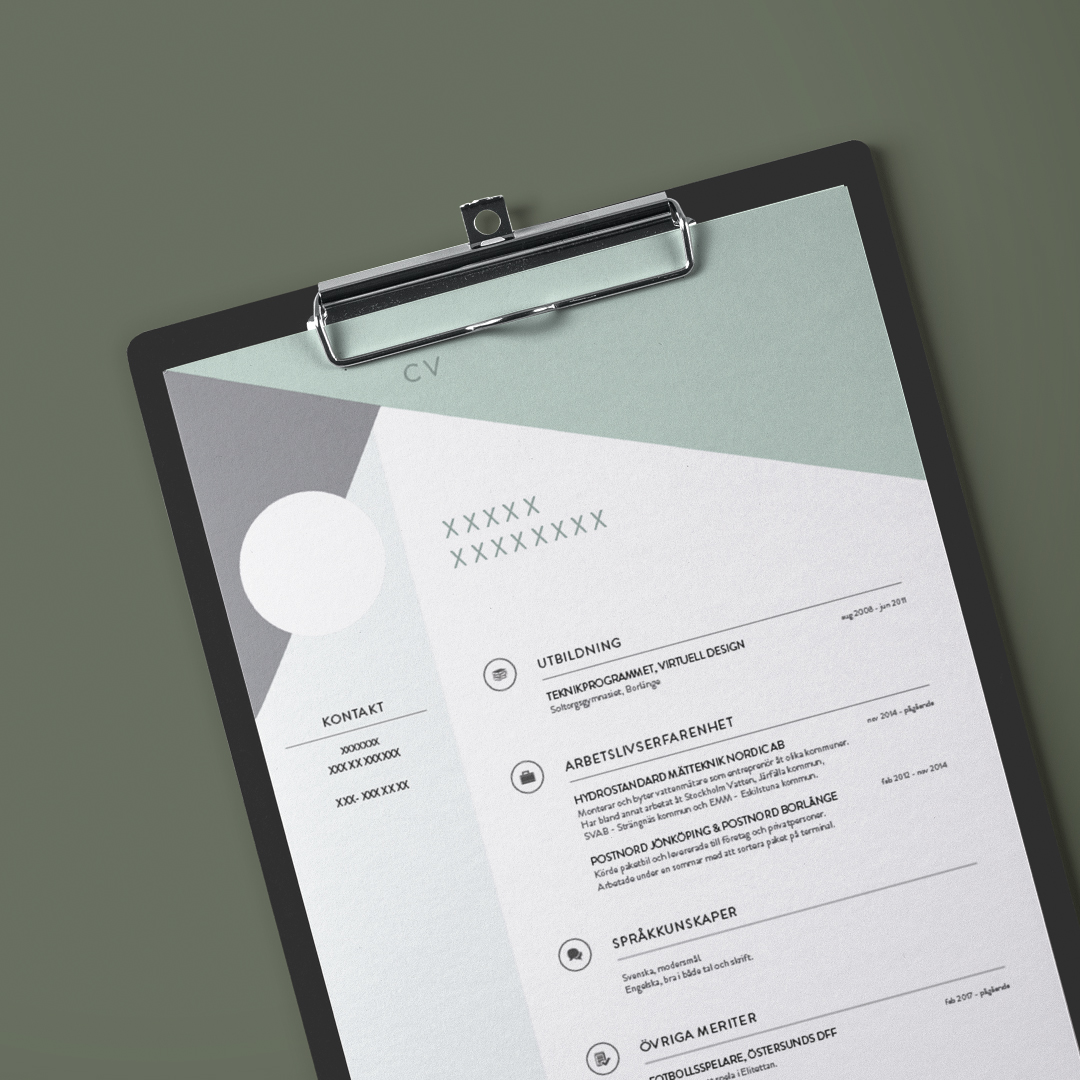 CV
XXXXX
XXXXXXXX
KONTAKT
XXXXXXX
XXX XX XXXXXX
XXX- XXX XX XX
UTBILDNING
aug 2008 - jun 2011
TEKNIKPROGRAMMET, VIRTUELL DESIGN
Soltorgsgymnasiet, Borlänge
ARBETSLIVSERFARENHET
nov 2014 - pågående
HYDROSTANDARD MÄTTEKNIK NORDIC AB
Monterar och byter vattenmätare som entreprenör åt olika kommuner.
Har bland annat arbetat åt Stockholm Vatten, Järfälla kommun,
SVAB - Strängnäs kommun och EMM - Eskilstuna kommun.
feb 2012 - nov 2014
POSTNORD JÖNKÖPING & POSTNORD BORLÄNGE
Körde paketbil och levererade till företag och privatpersoner.
Arbetade under en sommar med att sortera paket på terminal.
SPRÅKKUNSKAPER
Svenska, modersmål.
Engelska, bra i både tal och skrift.
ÖVRIGA MERITER
feb 2017 - pågående
FOTBOLLSSPELARE, ÖSTERSUNDS DFF
i Elitettan.